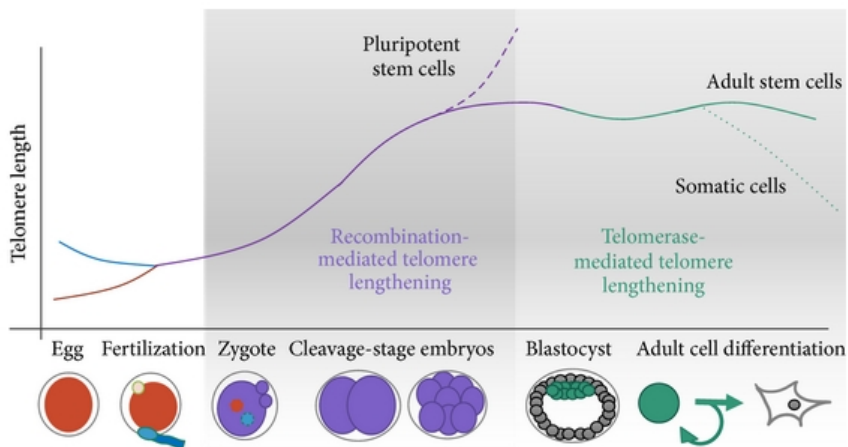 Pluripotent
stem cells
Adult stem cells
Telomere length
Somatic cells
Recombination-
mediated telomere
lengthening
Telomerase-
mediated telomere
lengthening
Egg
Fertilization
Zygote
Cleavage-stage embryos
Blastocyst
Adult cell differentiation